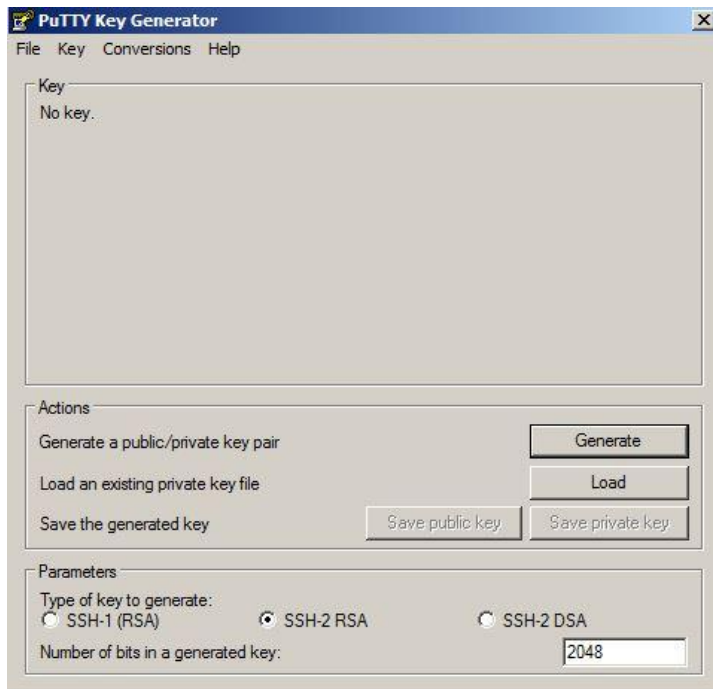 PuTTY Key Generator
File Key Conversions Help
Key
No key.
Actions
Generate a public/private key pair
Generate
Load an existing private key file
Load
Save the generated key
Save public key
Save private key
Parameters
Type of key to generate:
SSH-1 (RSA) SSH-2 RSA SSH-2 DSA
Number of bits in a generated key:
2048